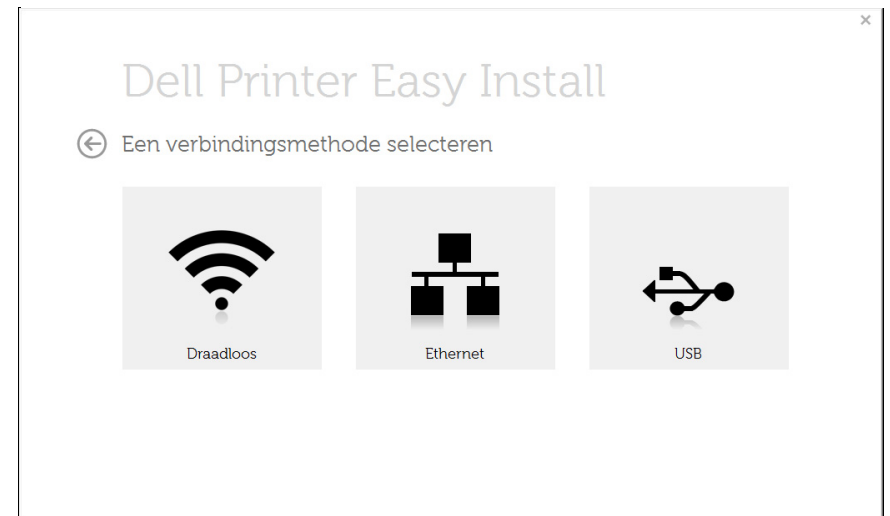 Dell Printer Easy Install
Een verbindingsmethode selecteren
Draadloos
Ethernet
USB